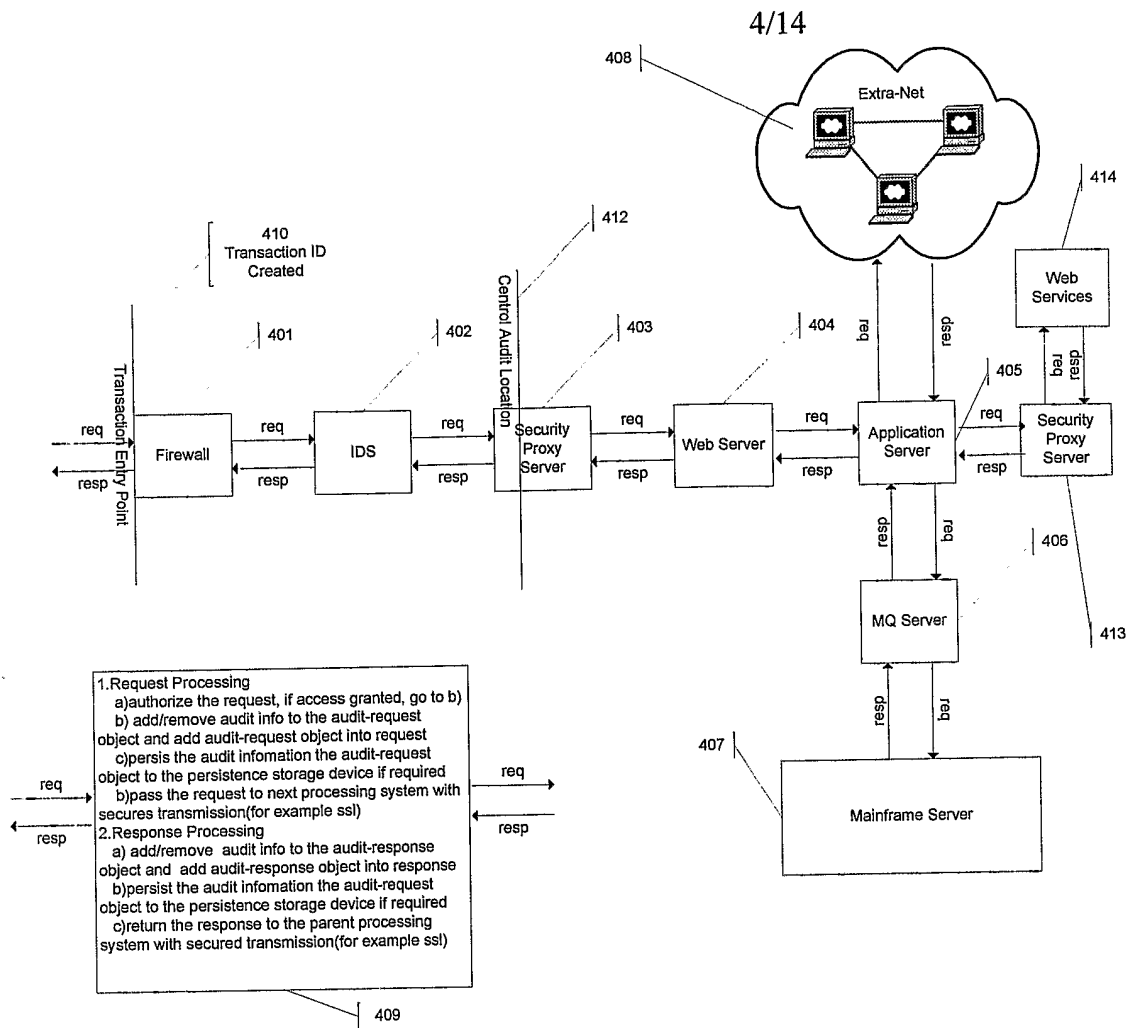 4/14
408
Extra-Net
414
410
Transaction ID
Created
412
Web
Services
401
402
Central Audit Location
403
404
req
resp
405
req
resp
Transaction Entry Point
req
resp
Firewall
req
resp
IDS
req
resp
Security
Proxy
Server
req
resp
Web Server
req
resp
Application
Server
req
resp
Security
Proxy
Server
resp
req
406
MQ Server
413
resp
req
407
Mainframe Server
req
resp
1.Request Processing
a)authorize the request, if access granted, go to b)
b) add/remove audit info to the audit-request
object and add audit-request object into request
c)persis the audit infomation the audit-request
object to the persistence storage device if required
b)pass the request to next processing system with
secures transmission(for example ssl)
2.Response Processing
a) add/remove audit info to the audit-response
object and add audit-response object into response
b)persist the audit infomation the audit-request
object to the persistence storage device if required
c)return the response to the parent processing
system with secured transmission(for example ssl)
req
resp
409